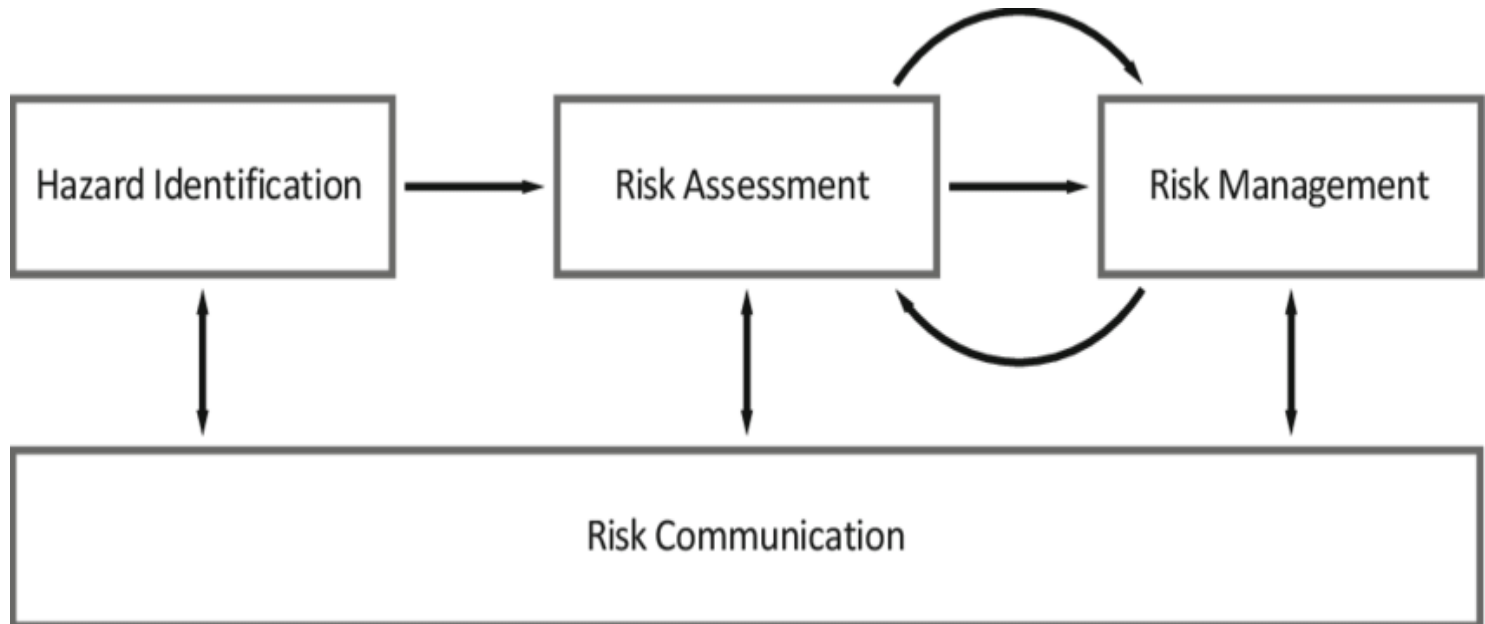 Hazard Identification
Risk Assessment
Risk Management
Risk Communication